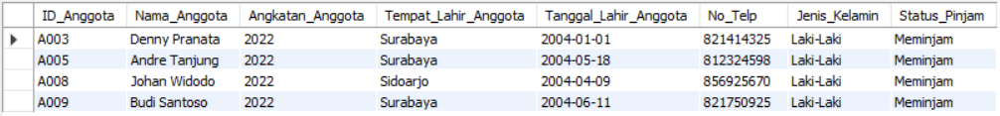 ID_Anggota Nama_Anggota Angkatan_Anggota Tempat_Lahir_Anggota Tanggal_Lahir_Anggota No_Telp Jenis_Kelamin Status_Pinjam
A003 Denny Pranata 2022 Surabaya 2004-01-01 821414325 Laki-Laki Meminjam
A005 Andre Tanjung 2022 Surabaya 2004-05-18 812324598 Laki-Laki Meminjam
A008 Johan Widodo 2022 Sidoarjo 2004-04-09 856925670 Laki-Laki Meminjam
A009 Budi Santoso 2022 Surabaya 2004-06-11 821750925 Laki-Laki Meminjam